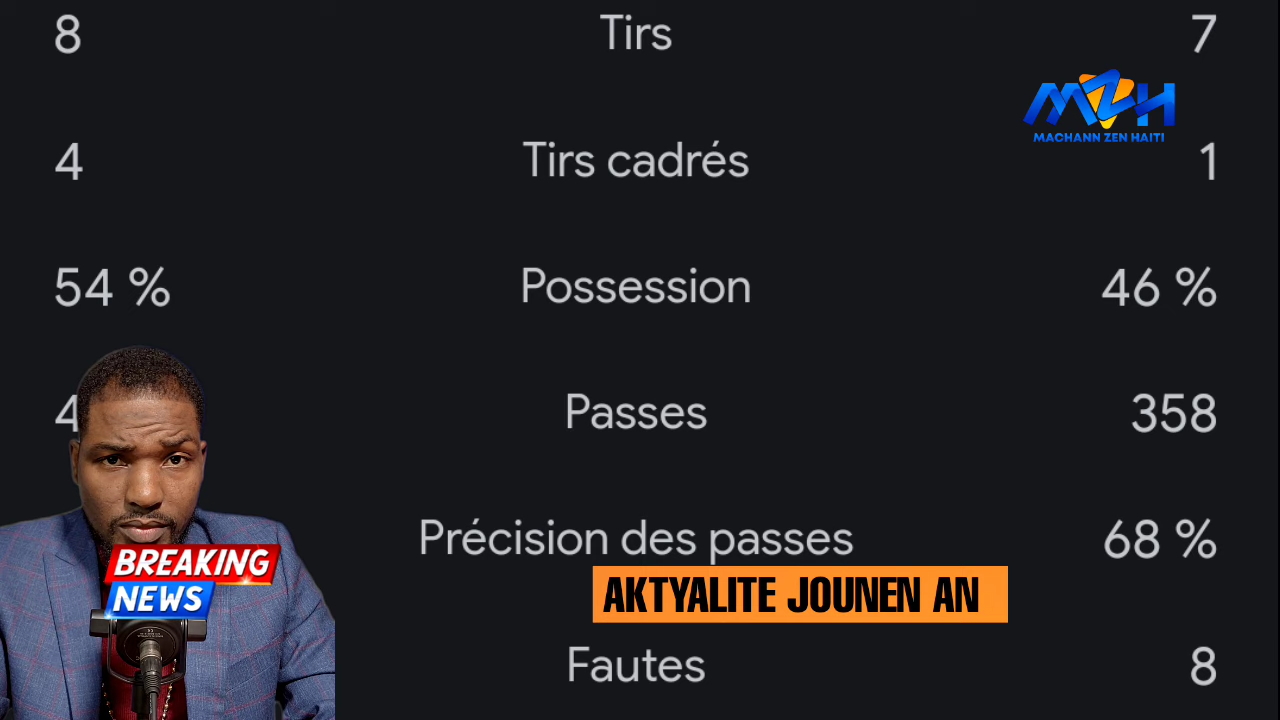 8 Tirs 7
MZH
MACHANN ZEN HAITI
4 Tirs cadrés 1
54 % Possession 46 %
4 Passes 358
Précision des passes 68 %
BREAKING
NEWS
AKTYALITE JOUNEN AN
Fautes 8